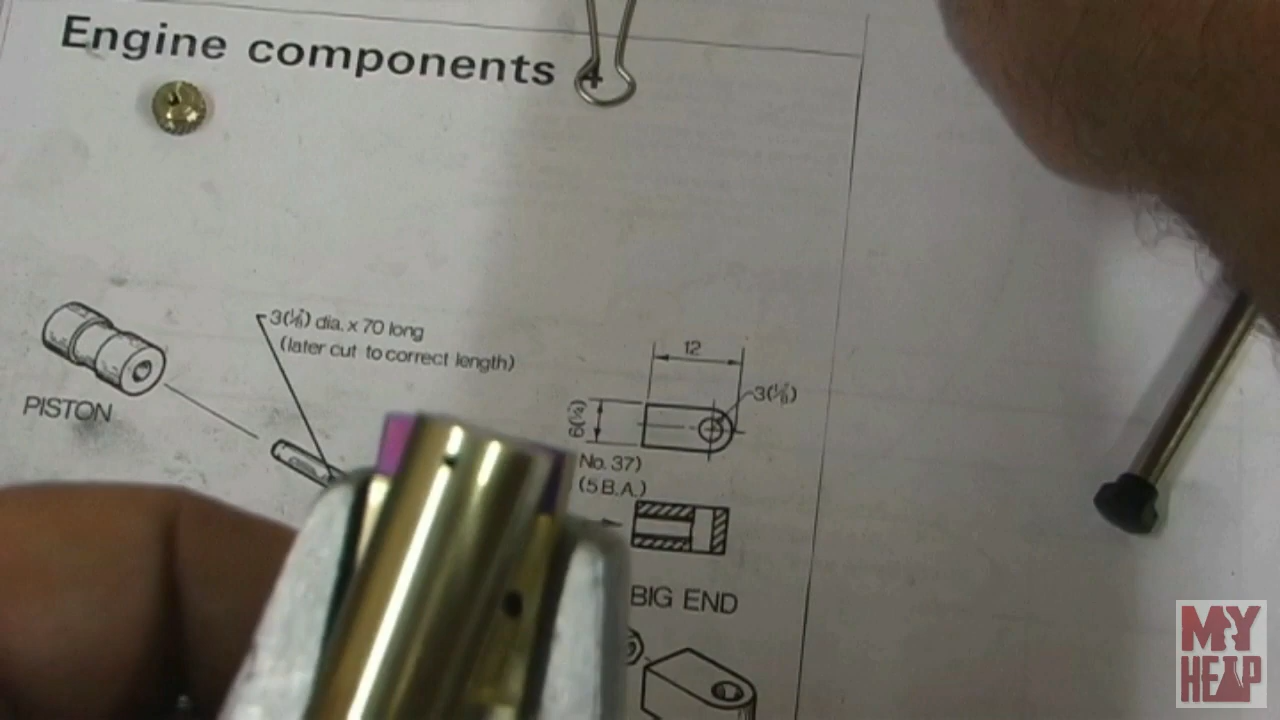 Engine components 4
3(⅛") dia. x 70 long
(later cut to correct length)
PISTON
12
3(⅛")
6(¼)
No. 37)
(5 B.A.)
BIG END
MY
HEAP